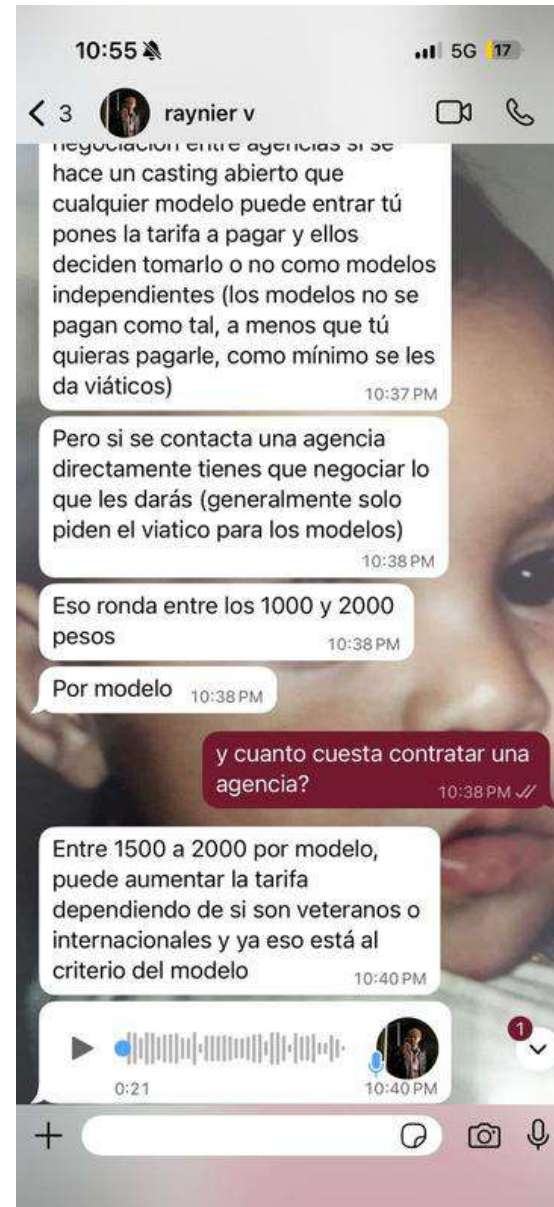 10:55
5G 17
3 raynier v
negociación entre agencias si se
hace un casting abierto que
cualquier modelo puede entrar tú
pones la tarifa a pagar y ellos
deciden tomarlo o no como modelos
independientes (los modelos no se
pagan como tal, a menos que tú
quieras pagarle, como mínimo se les
da viáticos)
10:37 PM
Pero si se contacta una agencia
directamente tienes que negociar lo
que les darás (generalmente solo
piden el viatico para los modelos)
10:38 PM
Eso ronda entre los 1000 y 2000
pesos
10:38 PM
Por modelo 10:38 PM
y cuanto cuesta contratar una
agencia?
10:38 PM
Entre 1500 a 2000 por modelo,
puede aumentar la tarifa
dependiendo de si son veteranos o
internacionales y ya eso está al
criterio del modelo
10:40 PM
1
0:21 10:40 PM